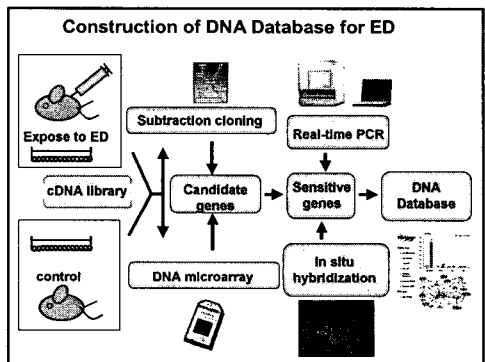 Construction of DNA Database for ED
Expose to ED
cDNA library
control
Subtraction cloning
Candidate
genes
DNA microarray
Real-time PCR
Sensitive
genes
In situ
hybridization
DNA
Database